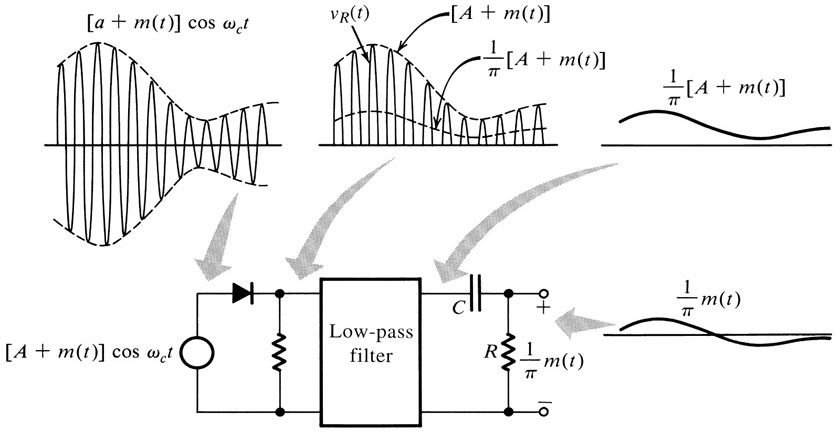 [a + m(t)] cos ω_c t
v_R(t)
[A + m(t)]
1/π [A + m(t)]
1/π [A + m(t)]
[A + m(t)] cos ω_c t
Low-pass
filter
C
+
R
1/π m(t)
−
1/π m(t)